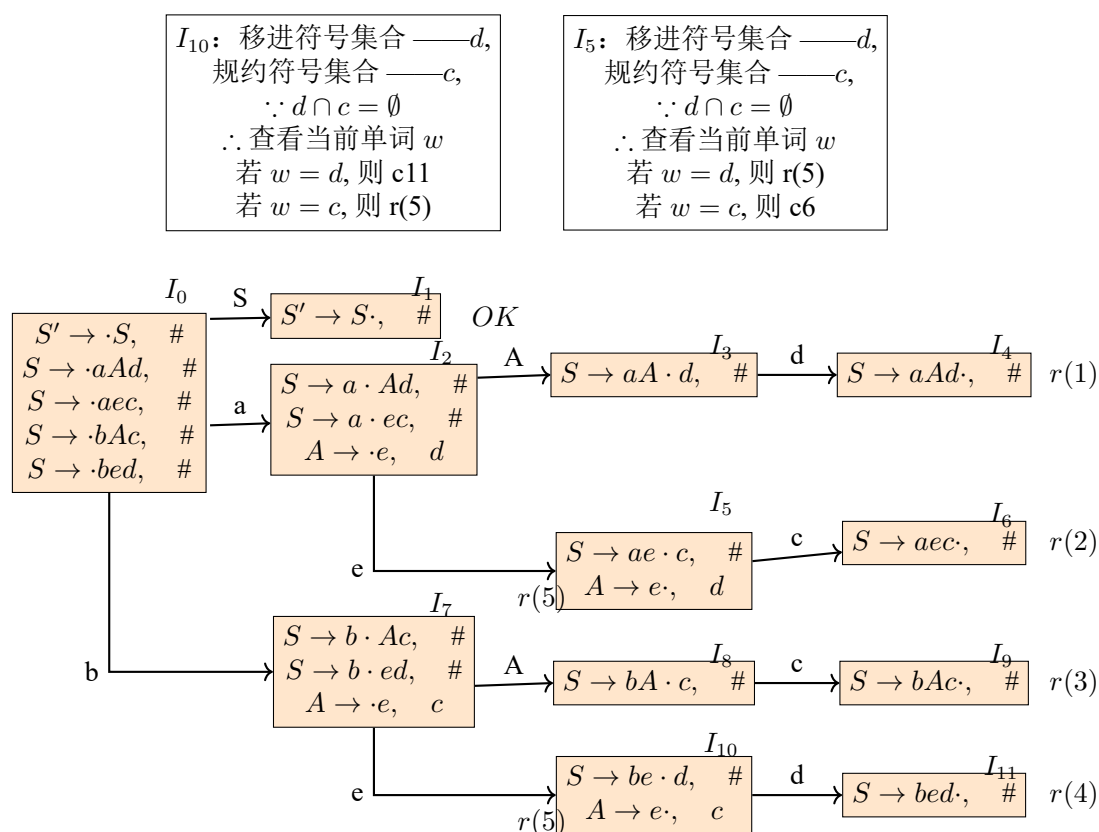 I₁₀：移进符号集合 ——d,
规约符号集合 ——c,
∵ d ∩ c = ∅
∴ 查看当前单词 w
若 w = d, 则 c11
若 w = c, 则 r(5)
I₅：移进符号集合 ——d,
规约符号集合 ——c,
∵ d ∩ c = ∅
∴ 查看当前单词 w
若 w = d, 则 r(5)
若 w = c, 则 c6
I₀
S′ → ·S, #
S → ·aAd, #
S → ·aec, #
S → ·bAc, #
S → ·bed, #
S
I₁
S′ → S·, #
OK
a
I₂
S → a · Ad, #
S → a · ec, #
A → ·e, d
A
I₃
S → aA · d, #
d
I₄
S → aAd·, #
r(1)
e
I₅
S → ae · c, #
A → e·, d
r(5)
c
I₆
S → aec·, #
r(2)
b
I₇
S → b · Ac, #
S → b · ed, #
A → ·e, c
A
I₈
S → bA · c, #
c
I₉
S → bAc·, #
r(3)
e
I₁₀
S → be · d, #
A → e·, c
r(5)
d
I₁₁
S → bed·, #
r(4)